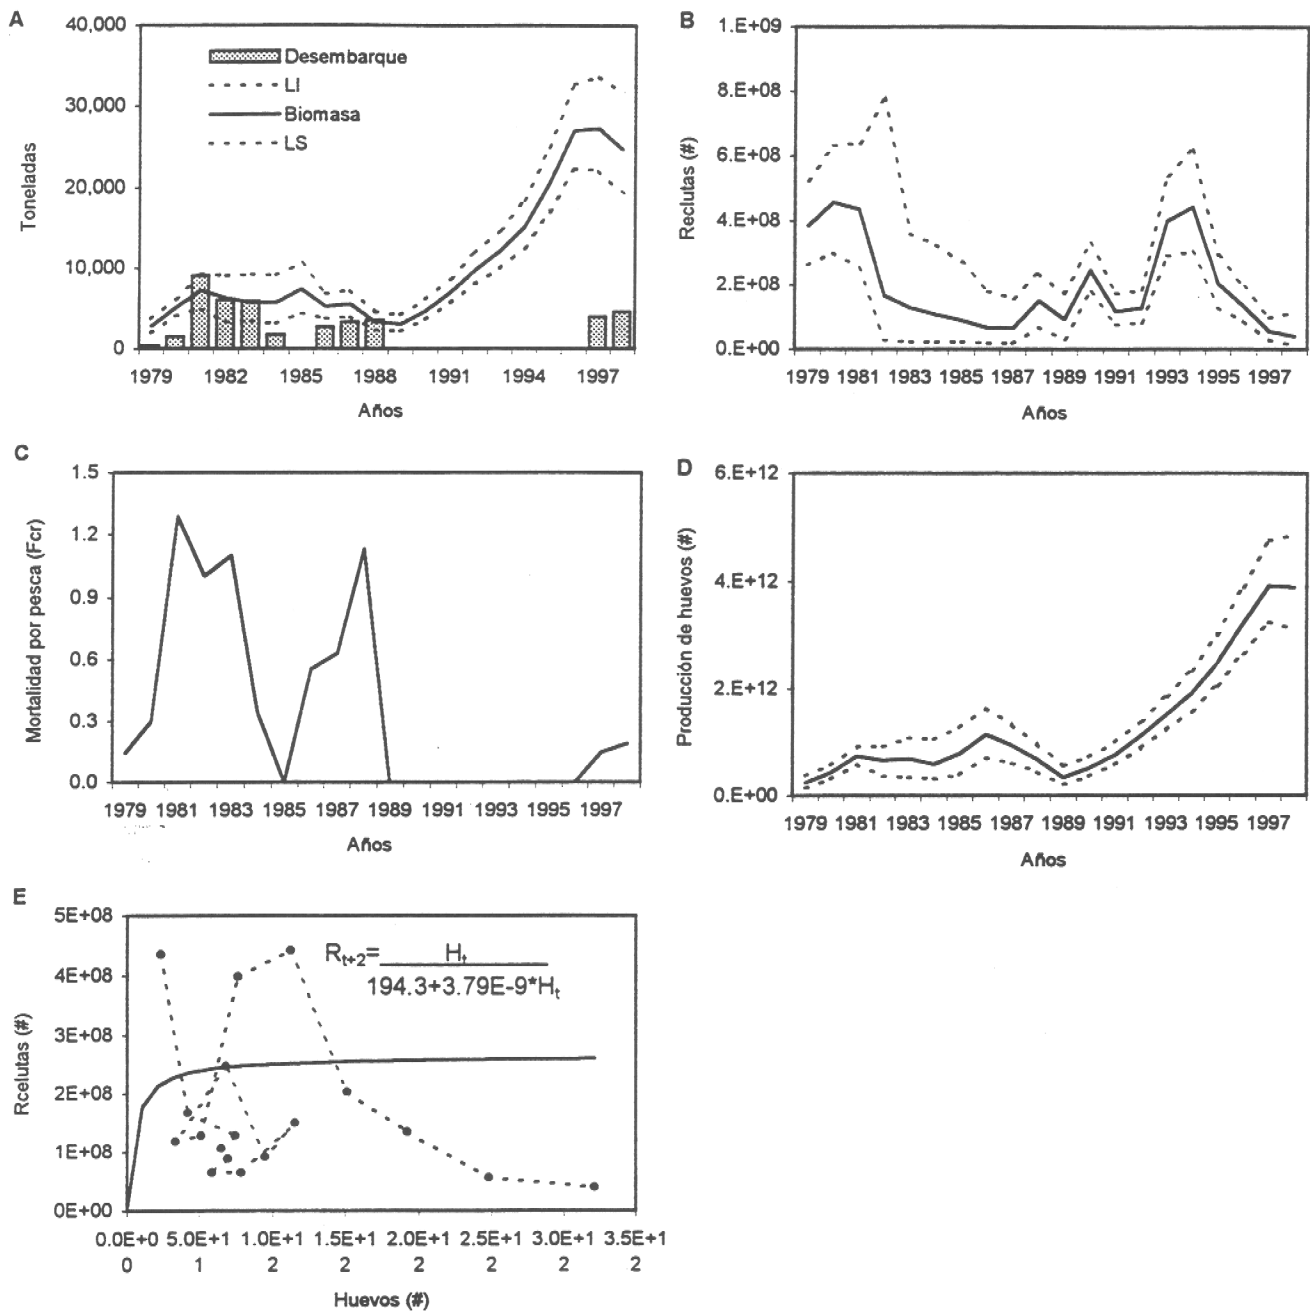 A
40,000
30,000
20,000
10,000
0
Toneladas
Desembarque
LI
Biomasa
LS
1979 1982 1985 1988 1991 1994 1997
Años
B
1.E+09
8.E+08
6.E+08
4.E+08
2.E+08
0.E+00
Reclutas (#)
1979 1981 1983 1985 1987 1989 1991 1993 1995 1997
Años
C
1.5
1.2
0.9
0.6
0.3
0.0
Mortalidad por pesca (Fcr)
1979 1981 1983 1985 1987 1989 1991 1993 1995 1997
Años
D
6.E+12
4.E+12
2.E+12
0.E+00
Producción de huevos (#)
1979 1981 1983 1985 1987 1989 1991 1993 1995 1997
Años
E
5E+08
4E+08
3E+08
2E+08
1E+08
0E+00
Rcelutas (#)
Rt+2= Ht
194.3+3.79E-9*Ht
0.0E+0 5.0E+1 1.0E+1 1.5E+1 2.0E+1 2.5E+1 3.0E+1 3.5E+1
0 1 2 2 2 2 2 2
Huevos (#)